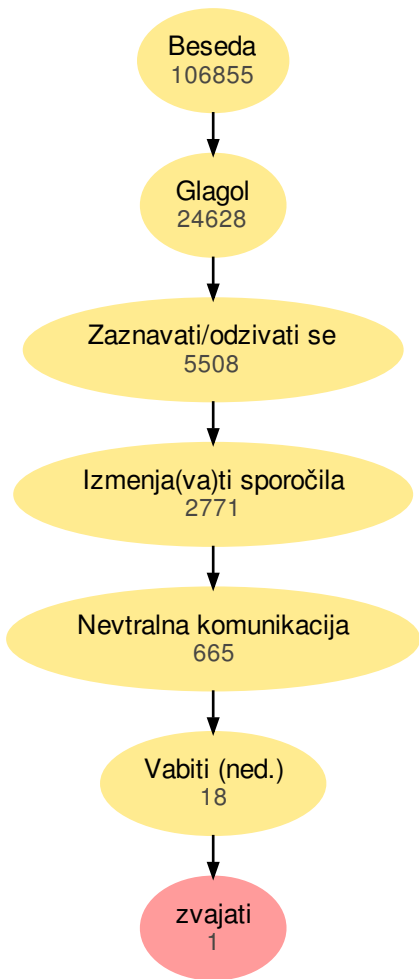 Beseda
106855
Glagol
24628
Zaznavati/odzivati se
5508
Izmenja(va)ti sporočila
2771
Nevtralna komunikacija
665
Vabiti (ned.)
18
zvajati
1